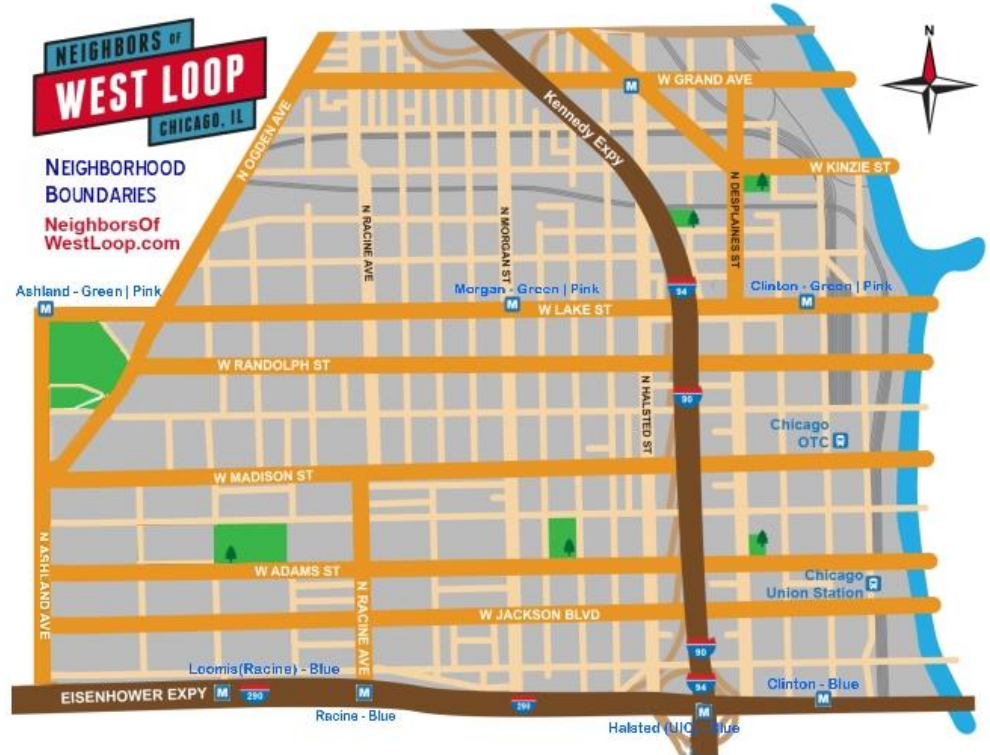 NEIGHBORS OF
WEST LOOP
CHICAGO, IL
NEIGHBORHOOD
BOUNDARIES
NeighborsOf
WestLoop.com
N
W GRAND AVE
M
Kennedy Expy
N OGDEN AVE
W KINZIE ST
N DESPLAINES ST
N RACINE AVE
N MORGAN ST
Ashland - Green | Pink
M
Morgan - Green | Pink
M
Clinton - Green | Pink
M
94
W LAKE ST
W RANDOLPH ST
N HALSTED ST
90
Chicago
OTC
W MADISON ST
N ASHLAND AVE
W ADAMS ST
Chicago
Union Station
N RACINE AVE
W JACKSON BLVD
90
Loomis(Racine) - Blue
94
Clinton - Blue
EISENHOWER EXPY
M
290
M
290
M
M
Racine - Blue
Halsted (UIC) - Blue